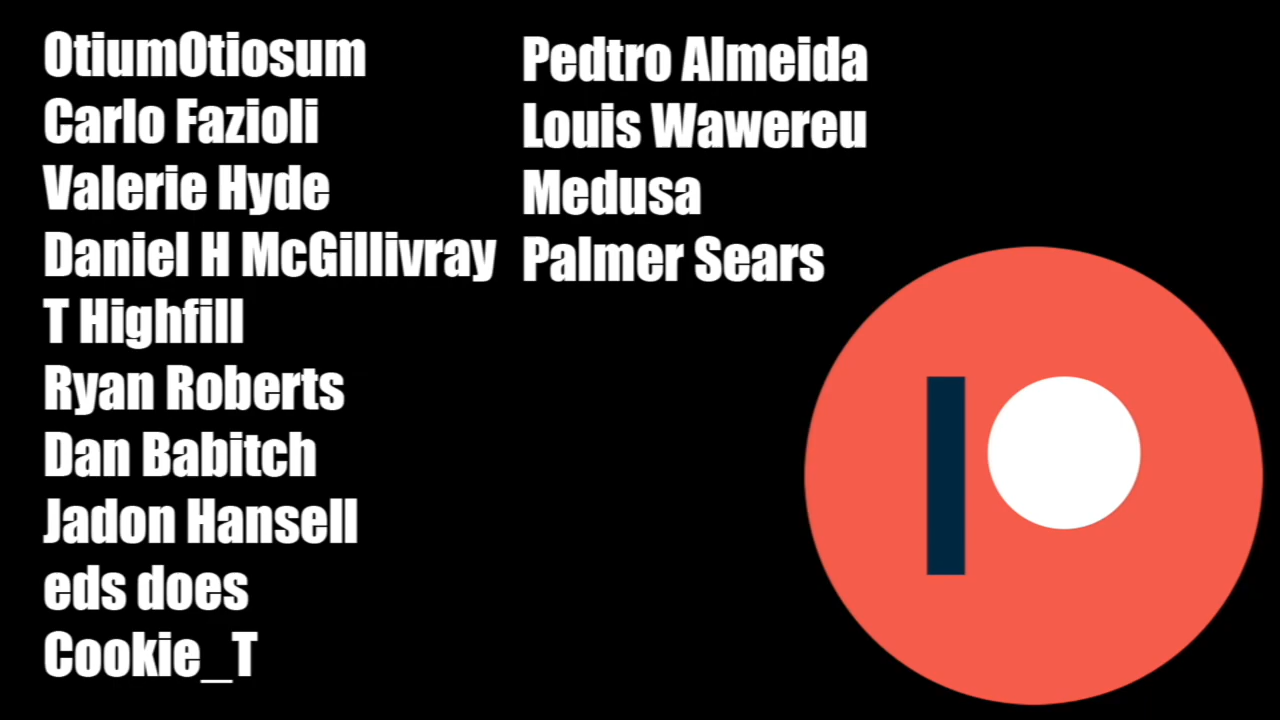 OtiumOtiosum
Carlo Fazioli
Valerie Hyde
Daniel H McGillivray
T Highfill
Ryan Roberts
Dan Babitch
Jadon Hansell
eds does
Cookie_T
Pedtro Almeida
Louis Wawereu
Medusa
Palmer Sears